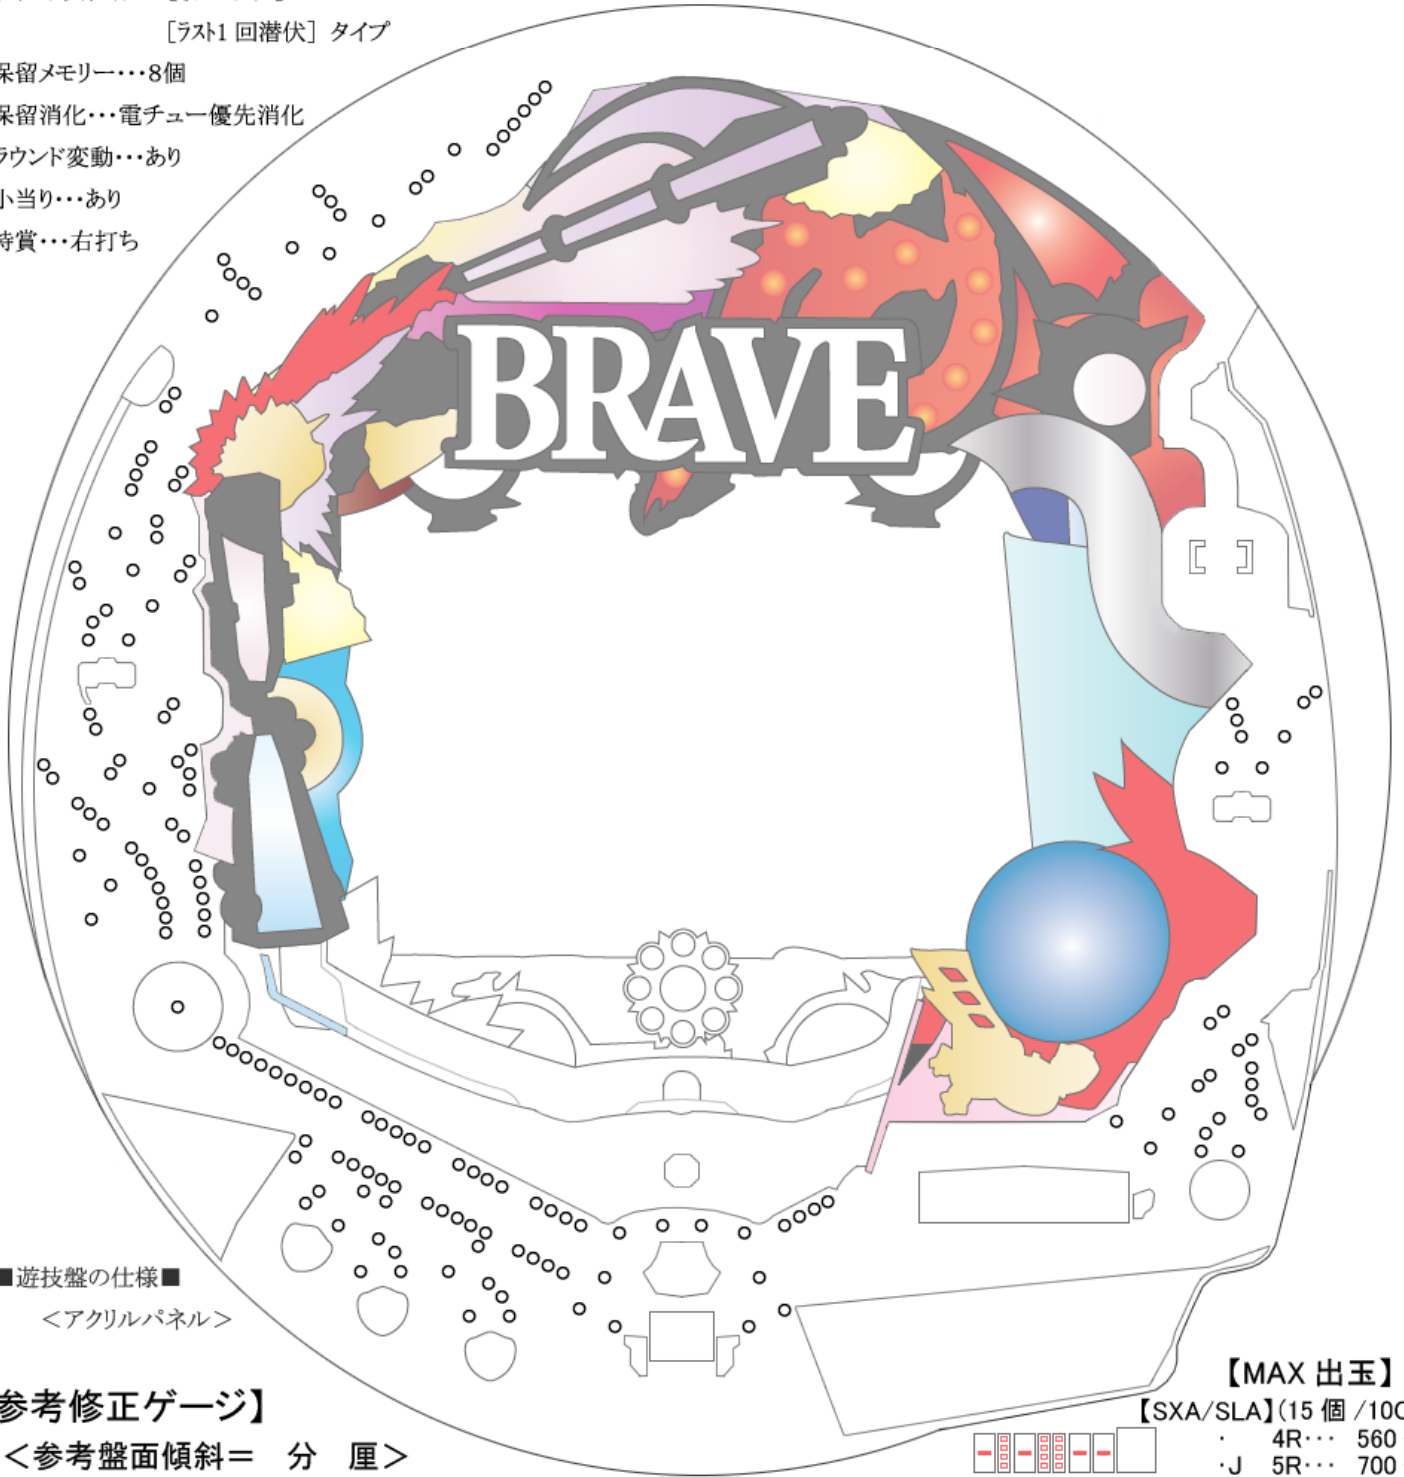 ［ラスト1 回潜伏］ タイプ
保留メモリー・・・8個
保留消化・・・電チュー優先消化
ラウンド変動・・・あり
小当り・・・あり
特賞・・・右打ち
BRAVE
■遊技盤の仕様■
＜アクリルパネル＞
参考修正ゲージ】
＜参考盤面傾斜＝　分　厘＞
【MAX 出玉】
【SXA/SLA】（15 個 /10C
・　4R・・・　560
・J　5R・・・　700